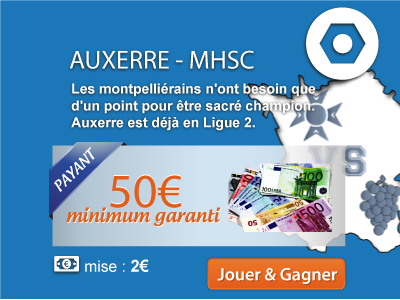 AUXERRE - MHSC
Les montpelliérains n'ont besoin que
d'un point pour être sacré champion.
Auxerre est déjà en Ligue 2.
PAYANT
50€
minimum garanti
mise : 2€
Jouer & Gagner